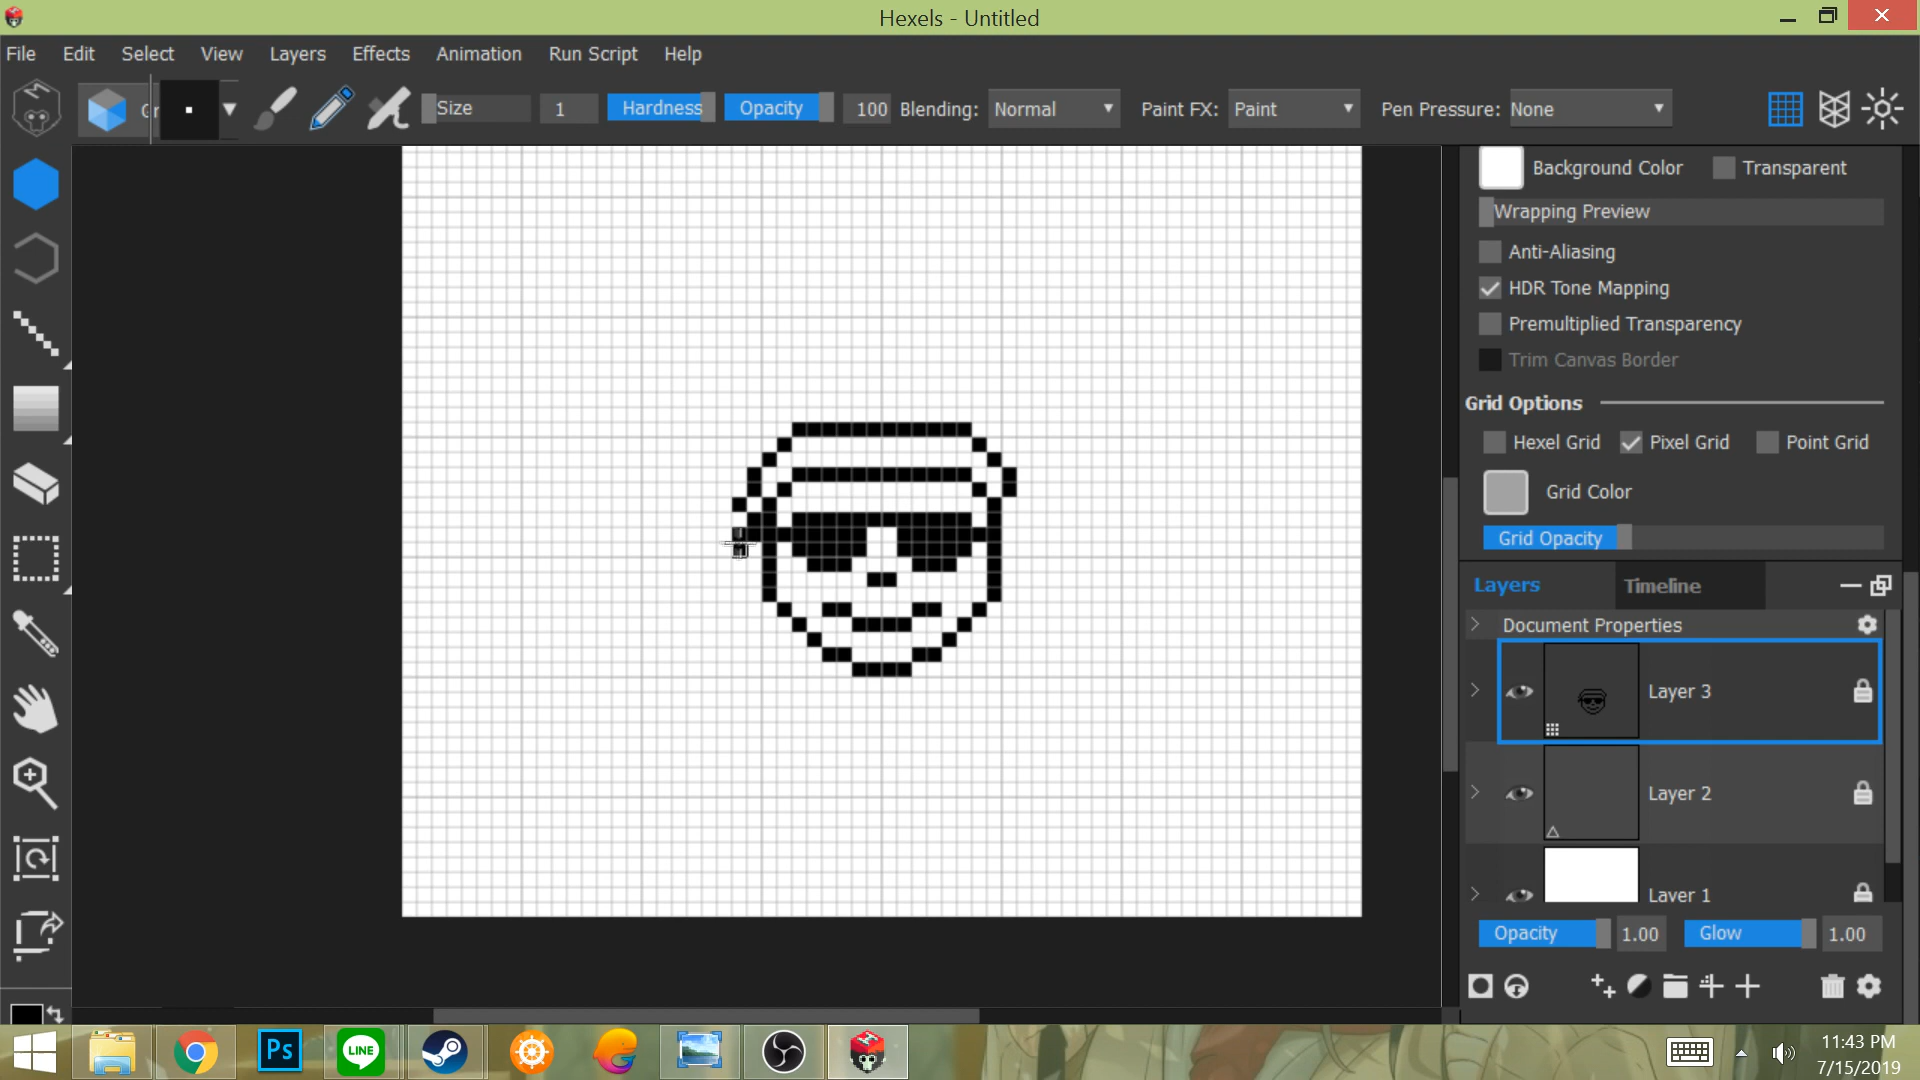 Hexels - Untitled
File Edit Select View Layers Effects Animation Run Script Help
Size 1 Hardness Opacity 100 Blending: Normal Paint FX: Paint Pen Pressure: None
Background Color Transparent
Wrapping Preview
Anti-Aliasing
HDR Tone Mapping
Premultiplied Transparency
Trim Canvas Border
Grid Options
Hexel Grid Pixel Grid Point Grid
Grid Color
Grid Opacity
Layers Timeline
Document Properties
Layer 3
Layer 2
Layer 1
Opacity 1.00 Glow 1.00
Ps LINE
11:43 PM
7/15/2019